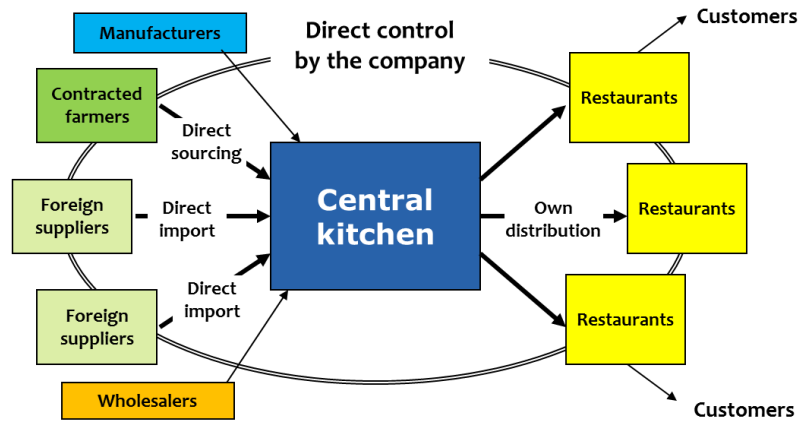 Manufacturers
Direct control
by the company
Customers
Contracted
farmers
Restaurants
Direct
sourcing
Central
kitchen
Foreign
suppliers
Direct
import
Own
distribution
Restaurants
Foreign
suppliers
Direct
import
Restaurants
Wholesalers
Customers